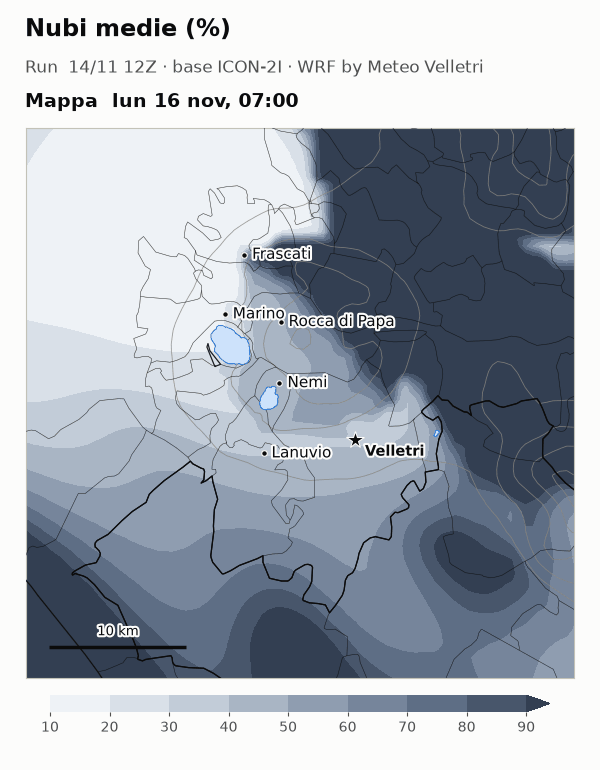 Nubi medie (%)
Run  14/11 12Z · base ICON-2I · WRF by Meteo Velletri
Mappa  lun 16 nov, 07:00
Frascati
Marino
Rocca di Papa
Nemi
Velletri
Lanuvio
10 km
10 20 30 40 50 60 70 80 90